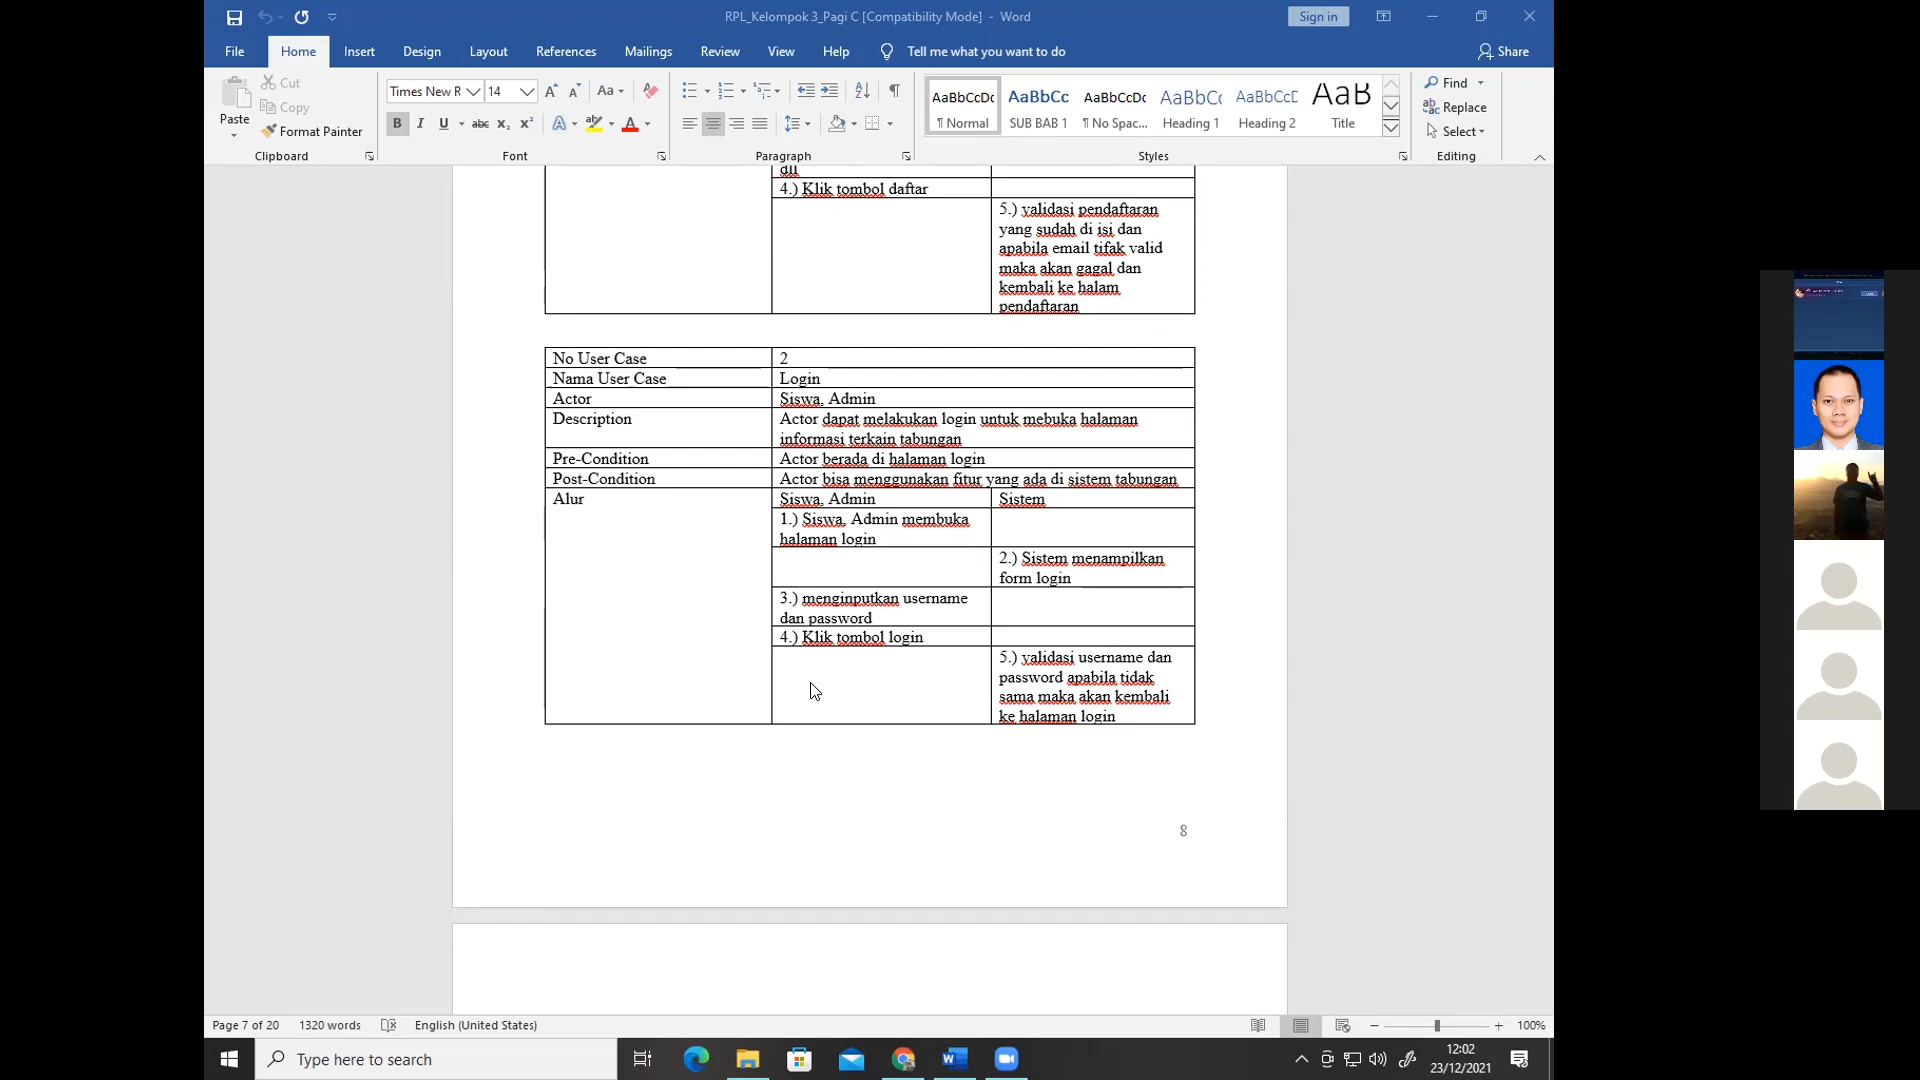 RPL_Kelompok 3_Pagi C [Compatibility Mode] - Word
Sign in
File Home Insert Design Layout References Mailings Review View Help Tell me what you want to do Share
Paste
Cut
Copy
Format Painter
Clipboard
Times New R 14
Font
Paragraph
AaBbCcDc AaBbCc AaBbCcDc AaBbCc AaBbCcD AaB
¶ Normal SUB BAB 1 ¶ No Spac... Heading 1 Heading 2 Title
Styles
Find
Replace
Select
Editing
dll
4.) Klik tombol daftar
5.) validasi pendaftaran
yang sudah di isi dan
apabila email tifak valid
maka akan gagal dan
kembali ke halam
pendaftaran
No User Case 2
Nama User Case Login
Actor Siswa, Admin
Description Actor dapat melakukan login untuk mebuka halaman
informasi terkain tabungan
Pre-Condition Actor berada di halaman login
Post-Condition Actor bisa menggunakan fitur yang ada di sistem tabungan
Alur Siswa, Admin Sistem
1.) Siswa, Admin membuka
halaman login
2.) Sistem menampilkan
form login
3.) menginputkan username
dan password
4.) Klik tombol login
5.) validasi username dan
password apabila tidak
sama maka akan kembali
ke halaman login
8
Page 7 of 20 1320 words English (United States) 100%
Type here to search
12:02
23/12/2021